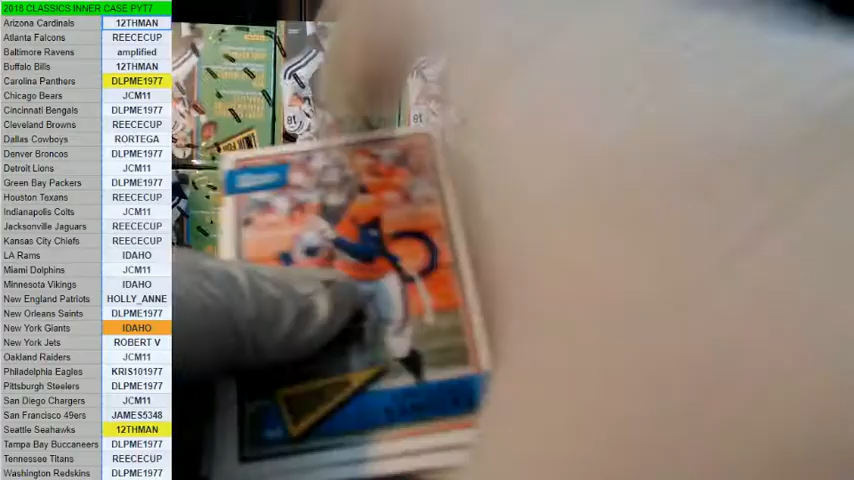 2018 CLASSICS INNER CASE PYT7
Arizona Cardinals 12THMAN
Atlanta Falcons REECECUP
Baltimore Ravens amplified
Buffalo Bills 12THMAN
Carolina Panthers DLPME1977
Chicago Bears JCM11
Cincinnati Bengals DLPME1977
Cleveland Browns REECECUP
Dallas Cowboys RORTEGA
Denver Broncos DLPME1977
Detroit Lions JCM11
Green Bay Packers DLPME1977
Houston Texans REECECUP
Indianapolis Colts JCM11
Jacksonville Jaguars REECECUP
Kansas City Chiefs REECECUP
LA Rams IDAHO
Miami Dolphins JCM11
Minnesota Vikings IDAHO
New England Patriots HOLLY_ANNE
New Orleans Saints DLPME1977
New York Giants IDAHO
New York Jets ROBERT V
Oakland Raiders JCM11
Philadelphia Eagles KRIS101977
Pittsburgh Steelers DLPME1977
San Diego Chargers JCM11
San Francisco 49ers JAMES5348
Seattle Seahawks 12THMAN
Tampa Bay Buccaneers DLPME1977
Tennessee Titans REECECUP
Washington Redskins DLPME1977
18
18